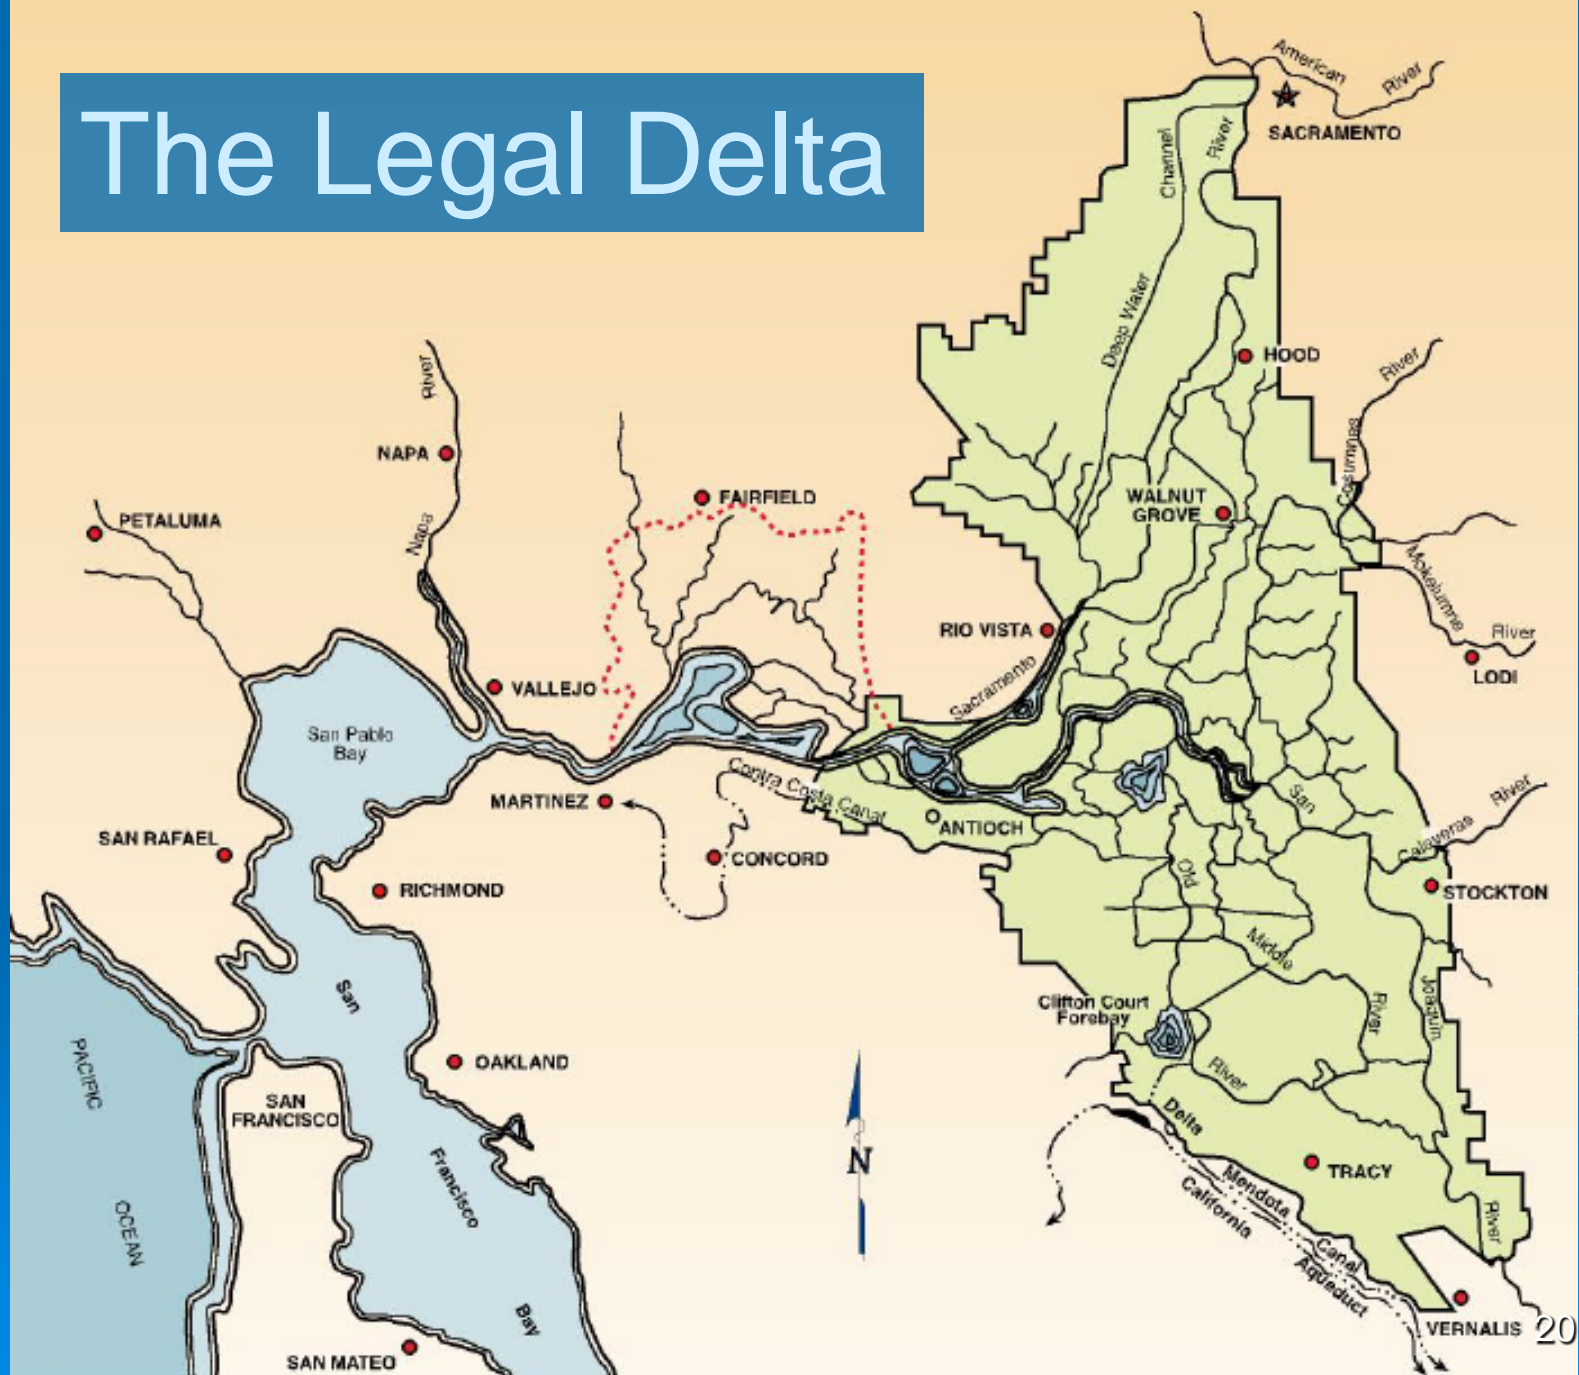 The Legal Delta
American
River
SACRAMENTO
Channel
River
Deep Water
HOOD
River
River
Cosumnes
NAPA
FAIRFIELD
WALNUT
GROVE
PETALUMA
Napa
Mokelumne
RIO VISTA
River
LODI
Sacramento
VALLEJO
San Pablo
Bay
Contra Costa Canal
MARTINEZ
San
River
ANTIOCH
Calaveras
SAN RAFAEL
CONCORD
Old
RICHMOND
STOCKTON
Middle
San
Clifton Court
Forebay
River
Joaquin
PACIFIC
OAKLAND
River
SAN
FRANCISCO
Delta
N
TRACY
Francisco
Mendota
California
OCEAN
River
Canal
Aqueduct
Bay
VERNALIS
20
SAN MATEO